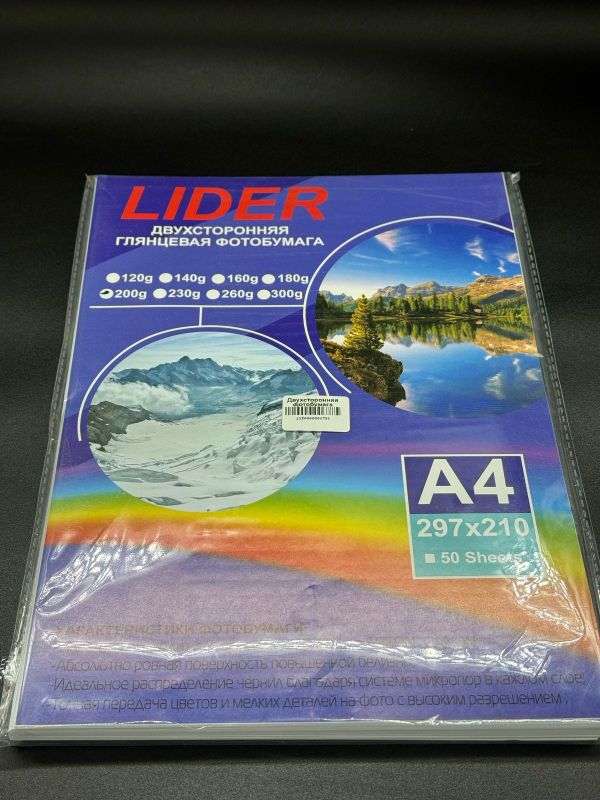 LIDER
ДВУХСТОРОННЯЯ
ГЛЯНЦЕВАЯ ФОТОБУМАГА
120g 140g 160g 180g
200g 230g 260g 300g
Двухсторонняя
фотобумага
A4
297x210
50 Sheets
ХАРАКТЕРИСТИКИ ФОТОБУМАГИ:
-Абсолютно ровная поверхность повышенной белизны;
-Идеальное распределение чернил благодаря системе микропор в каждом слое;
-Точная передача цветов и мелких деталей на фото с высоким разрешением;